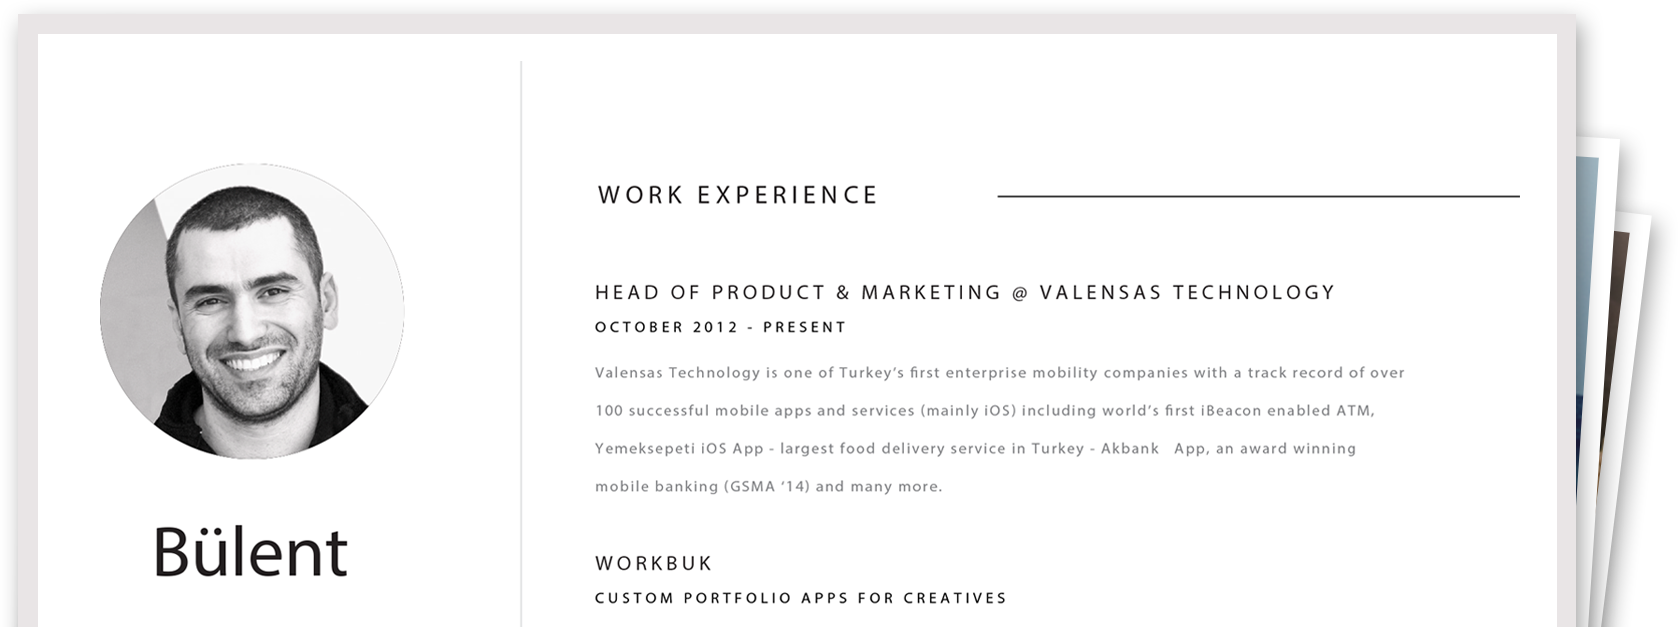 Bülent
WORK EXPERIENCE
HEAD OF PRODUCT & MARKETING @ VALENSAS TECHNOLOGY
OCTOBER 2012 - PRESENT
Valensas Technology is one of Turkey’s first enterprise mobility companies with a track record of over
100 successful mobile apps and services (mainly iOS) including world’s first iBeacon enabled ATM,
Yemeksepeti iOS App - largest food delivery service in Turkey - Akbank App, an award winning
mobile banking (GSMA ‘14) and many more.
WORKBUK
CUSTOM PORTFOLIO APPS FOR CREATIVES